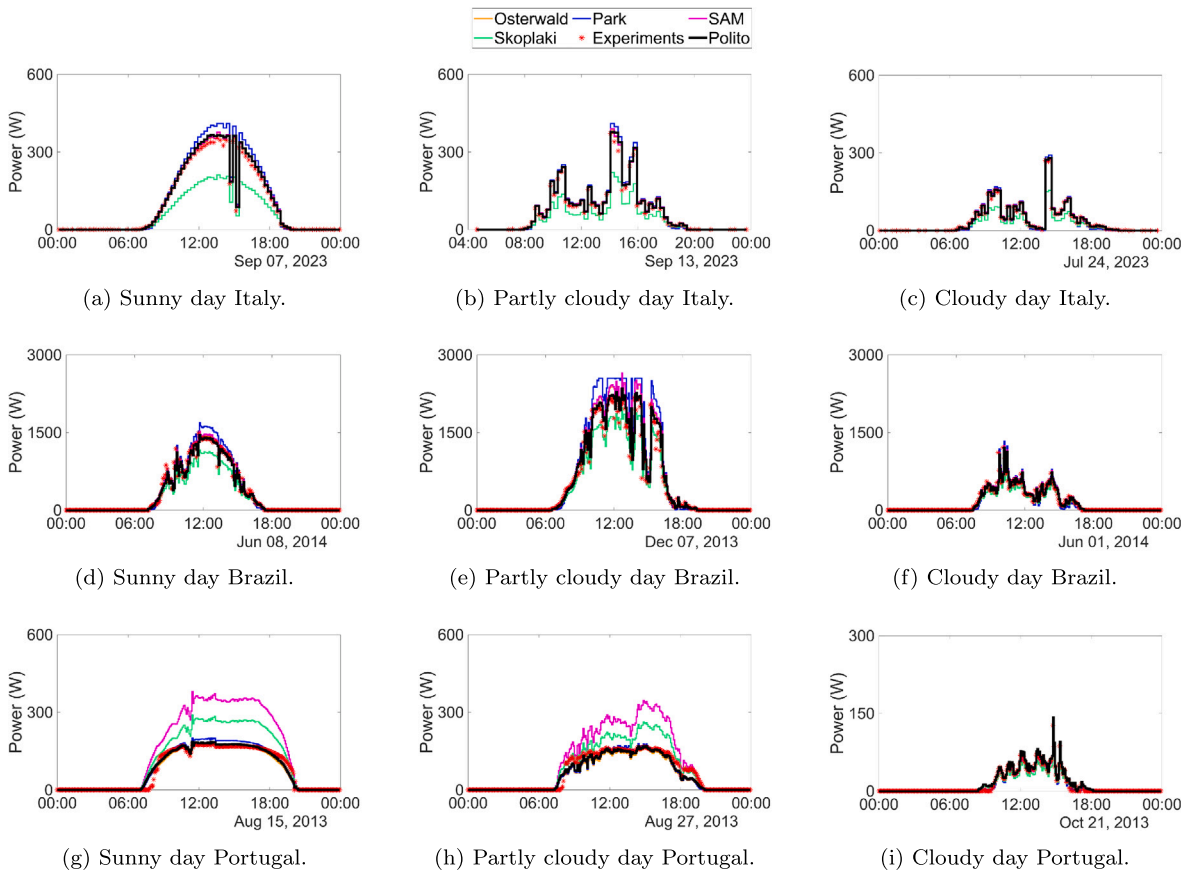 Osterwald Park SAM
Skoplaki Experiments Polito
600
300
0
Power (W)
00:00 06:00 12:00 18:00 00:00
Sep 07, 2023
(a) Sunny day Italy.
600
300
0
Power (W)
04:00 08:00 12:00 16:00 20:00 00:00
Sep 13, 2023
(b) Partly cloudy day Italy.
600
300
0
Power (W)
00:00 06:00 12:00 18:00 00:00
Jul 24, 2023
(c) Cloudy day Italy.
3000
1500
0
Power (W)
00:00 06:00 12:00 18:00 00:00
Jun 08, 2014
(d) Sunny day Brazil.
3000
1500
0
Power (W)
00:00 06:00 12:00 18:00 00:00
Dec 07, 2013
(e) Partly cloudy day Brazil.
3000
1500
0
Power (W)
00:00 06:00 12:00 18:00 00:00
Jun 01, 2014
(f) Cloudy day Brazil.
600
300
0
Power (W)
00:00 06:00 12:00 18:00 00:00
Aug 15, 2013
(g) Sunny day Portugal.
600
300
0
Power (W)
00:00 06:00 12:00 18:00 00:00
Aug 27, 2013
(h) Partly cloudy day Portugal.
300
150
0
Power (W)
00:00 06:00 12:00 18:00 00:00
Oct 21, 2013
(i) Cloudy day Portugal.